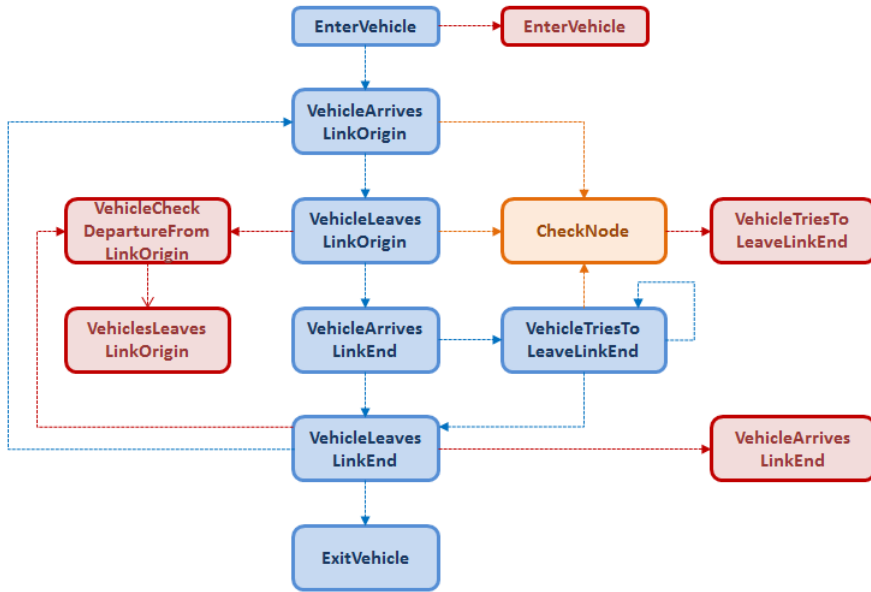 EnterVehicle
EnterVehicle
VehicleArrives
LinkOrigin
VehicleCheck
DepartureFrom
LinkOrigin
VehicleLeaves
LinkOrigin
CheckNode
VehicleTriesTo
LeaveLinkEnd
VehiclesLeaves
LinkOrigin
VehicleArrives
LinkEnd
VehicleTriesTo
LeaveLinkEnd
VehicleLeaves
LinkEnd
VehicleArrives
LinkEnd
ExitVehicle